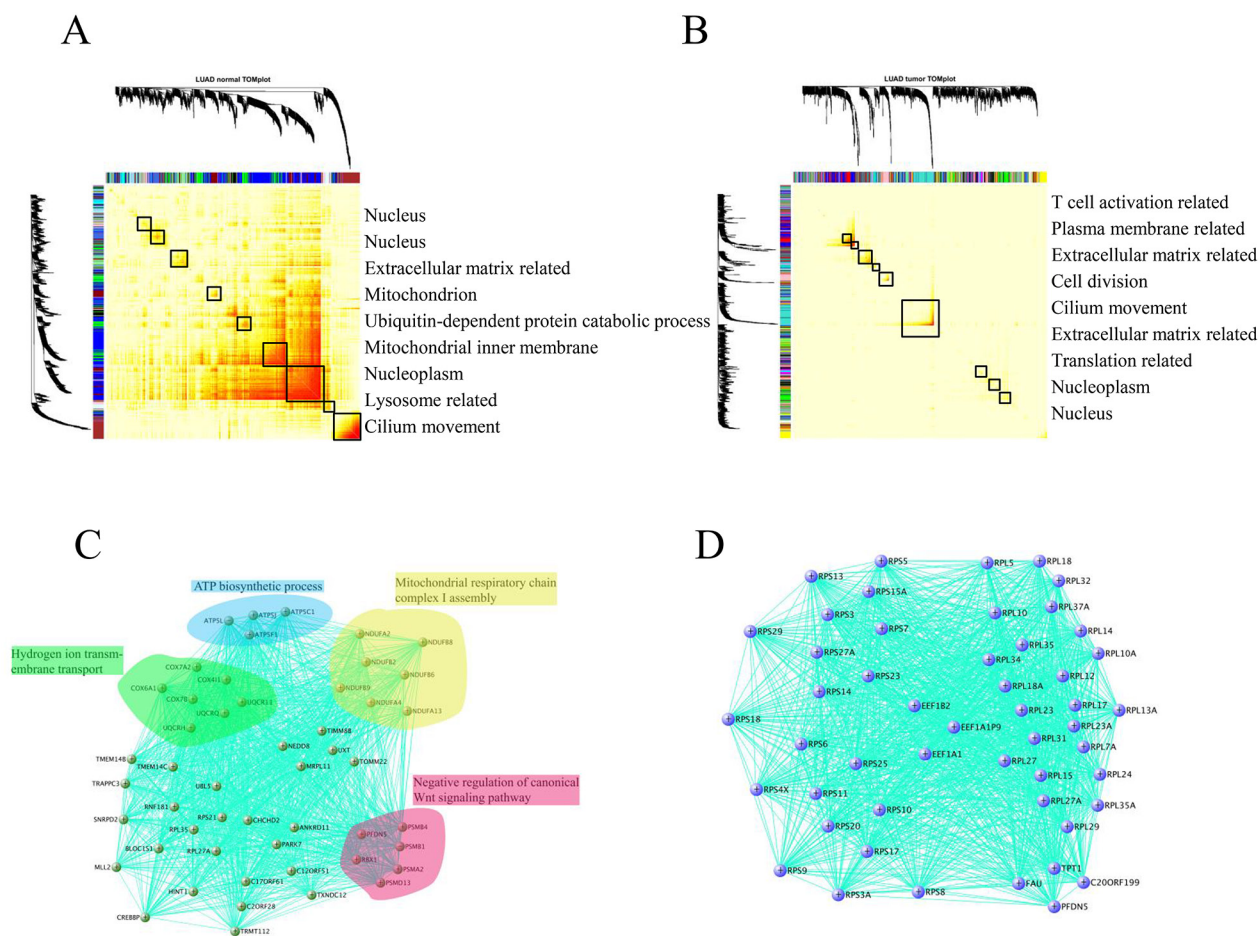 A
LUAD normal TOMplot
Nucleus
Nucleus
Extracellular matrix related
Mitochondrion
Ubiquitin-dependent protein catabolic process
Mitochondrial inner membrane
Nucleoplasm
Lysosome related
Cilium movement
B
LUAD tumor TOMplot
T cell activation related
Plasma membrane related
Extracellular matrix related
Cell division
Cilium movement
Extracellular matrix related
Translation related
Nucleoplasm
Nucleus
C
ATP biosynthetic process
Mitochondrial respiratory chain
complex I assembly
ATP5L
ATP5J
ATP5C1
ATP5F1
NDUFA2
NDUFB8
NDUFB2
NDUFB6
NDUFB9
NDUFA4
NDUFA13
Hydrogen ion transm-
embrane transport
COX7A2
COX4I1
COX6A1
COX7B
UQCR11
UQCRQ
UQCRH
TIMM8B
NEDD8
UXT
TOMM22
MRPL11
TMEM14B
TMEM14C
TRAPPC3
UBL5
RNF181
SNRPD2
RPS21
CHCHD2
RPL35
ANKRD11
BLOC1S1
RPL27A
PARK7
MLL2
C12ORF51
C17ORF61
HINT1
TXNDC12
C2ORF28
CREBBP
TRMT112
Negative regulation of canonical
Wnt signaling pathway
PFDN5
PSMB4
PSMB1
RBX1
PSMA2
PSMD13
D
RPS5
RPL5
RPL18
RPS13
RPL32
RPS15A
RPS3
RPL10
RPL37A
RPS29
RPS7
RPL14
RPL35
RPS27A
RPL34
RPL10A
RPS23
RPL12
RPS14
RPL18A
EEF1B2
RPL23
RPL17
RPL13A
RPS18
EEF1A1P9
RPL23A
RPS6
RPL31
RPL7A
EEF1A1
RPS25
RPL27
RPL15
RPL24
RPS4X
RPS11
RPL27A
RPL35A
RPS10
RPS20
RPL29
RPS17
RPS9
TPT1
FAU
C20ORF199
RPS3A
RPS8
PFDN5